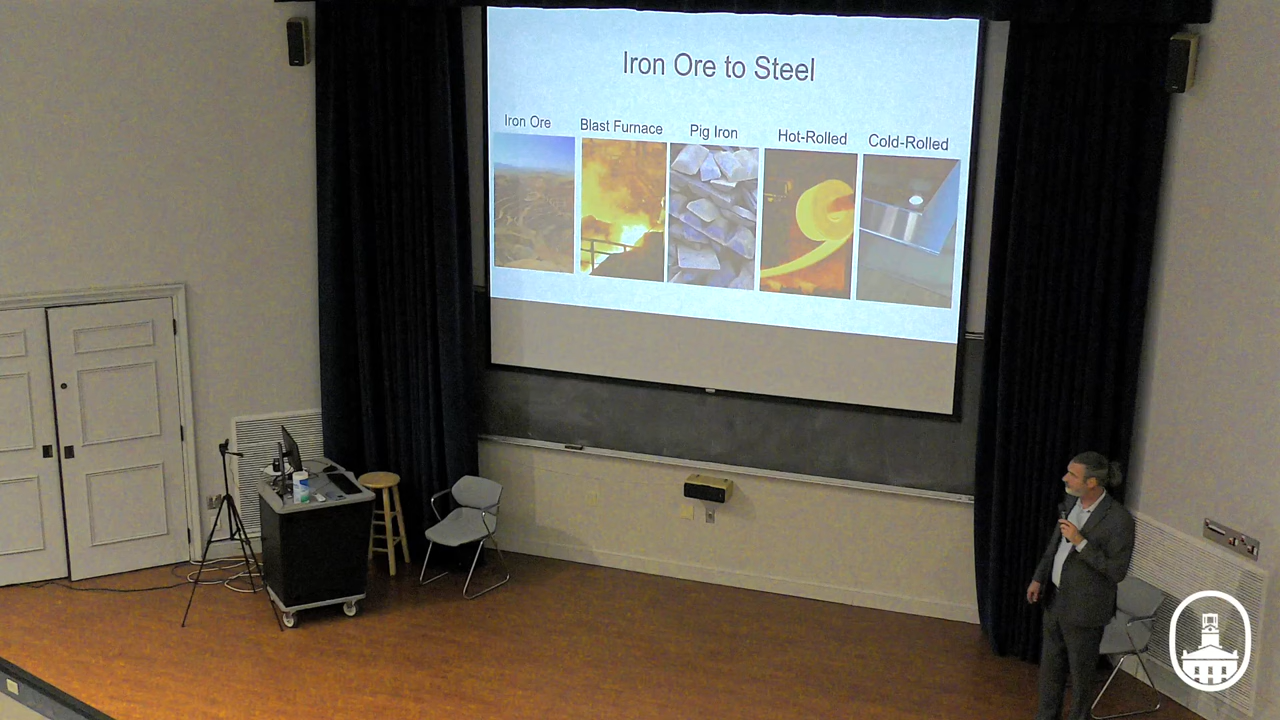 Iron Ore to Steel
Iron Ore
Blast Furnace
Pig Iron
Hot-Rolled
Cold-Rolled